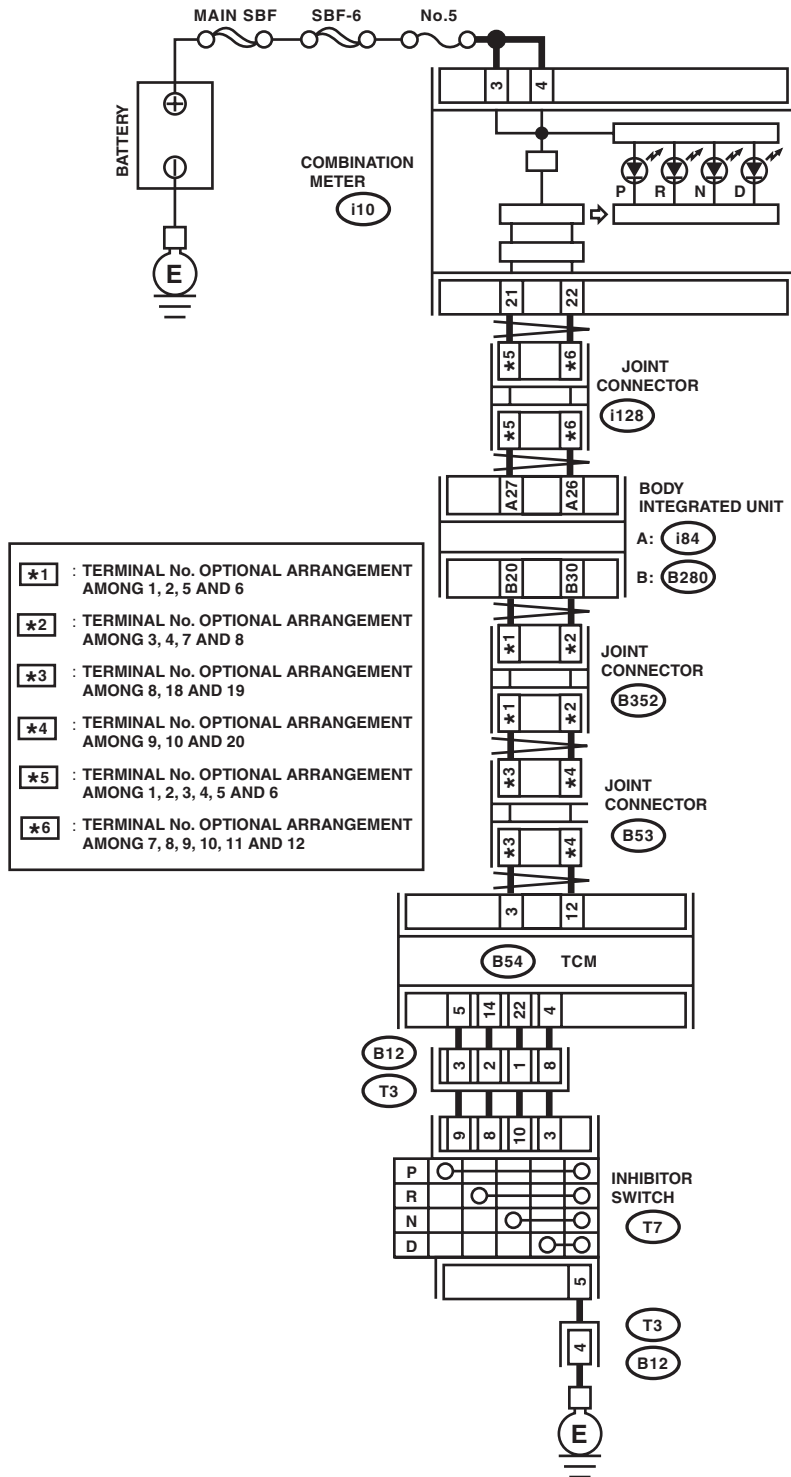 MAIN SBF SBF-6 No.5
3 4
BATTERY
COMBINATION
METER
i10
P R N D
E
21 22
*5 *6
JOINT
CONNECTOR
i128
*5 *6
A27 A26
BODY
INTEGRATED UNIT
A: i84
B: B280
B20 B30
*1 : TERMINAL No. OPTIONAL ARRANGEMENT
AMONG 1, 2, 5 AND 6
*2 : TERMINAL No. OPTIONAL ARRANGEMENT
AMONG 3, 4, 7 AND 8
*3 : TERMINAL No. OPTIONAL ARRANGEMENT
AMONG 8, 18 AND 19
*4 : TERMINAL No. OPTIONAL ARRANGEMENT
AMONG 9, 10 AND 20
*5 : TERMINAL No. OPTIONAL ARRANGEMENT
AMONG 1, 2, 3, 4, 5 AND 6
*6 : TERMINAL No. OPTIONAL ARRANGEMENT
AMONG 7, 8, 9, 10, 11 AND 12
*1 *2
JOINT
CONNECTOR
B352
*1 *2
*3 *4
JOINT
CONNECTOR
B53
*3 *4
3 12
B54 TCM
5 14 22 4
B12
3 2 1 8
T3
9 8 10 3
P
R
N
D
INHIBITOR
SWITCH
T7
5
T3
4
B12
E